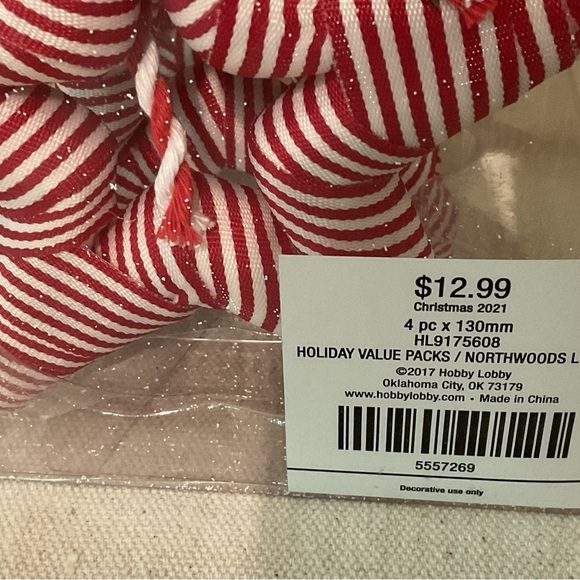 $12.99
Christmas 2021
4 pc x 130mm
HL9175608
HOLIDAY VALUE PACKS / NORTHWOODS L
©2017 Hobby Lobby
Oklahoma City, OK 73179
www.hobbylobby.com • Made in China
5557269
Decorative use only